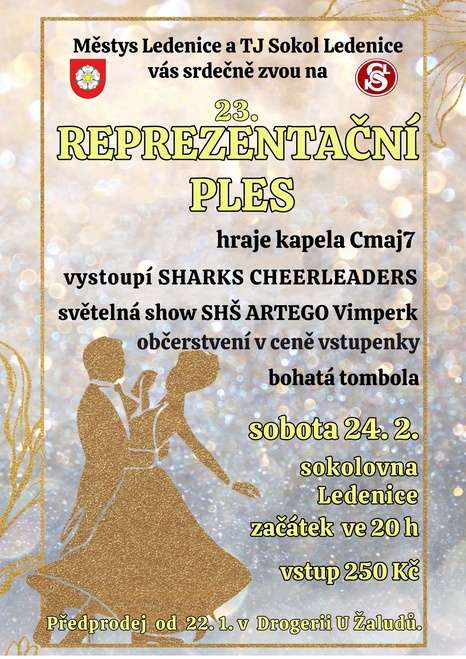 Městys Ledenice a TJ Sokol Ledenice
vás srdečně zvou na
23.
REPREZENTAČNÍ
PLES
hraje kapela Cmaj7
vystoupí SHARKS CHEERLEADERS
světelná show SHŠ ARTEGO Vimperk
občerstvení v ceně vstupenky
bohatá tombola
sobota 24. 2.
sokolovna
Ledenice
začátek ve 20 h
vstup 250 Kč
Předprodej od 22. 1. v Drogerii U Žaludů.